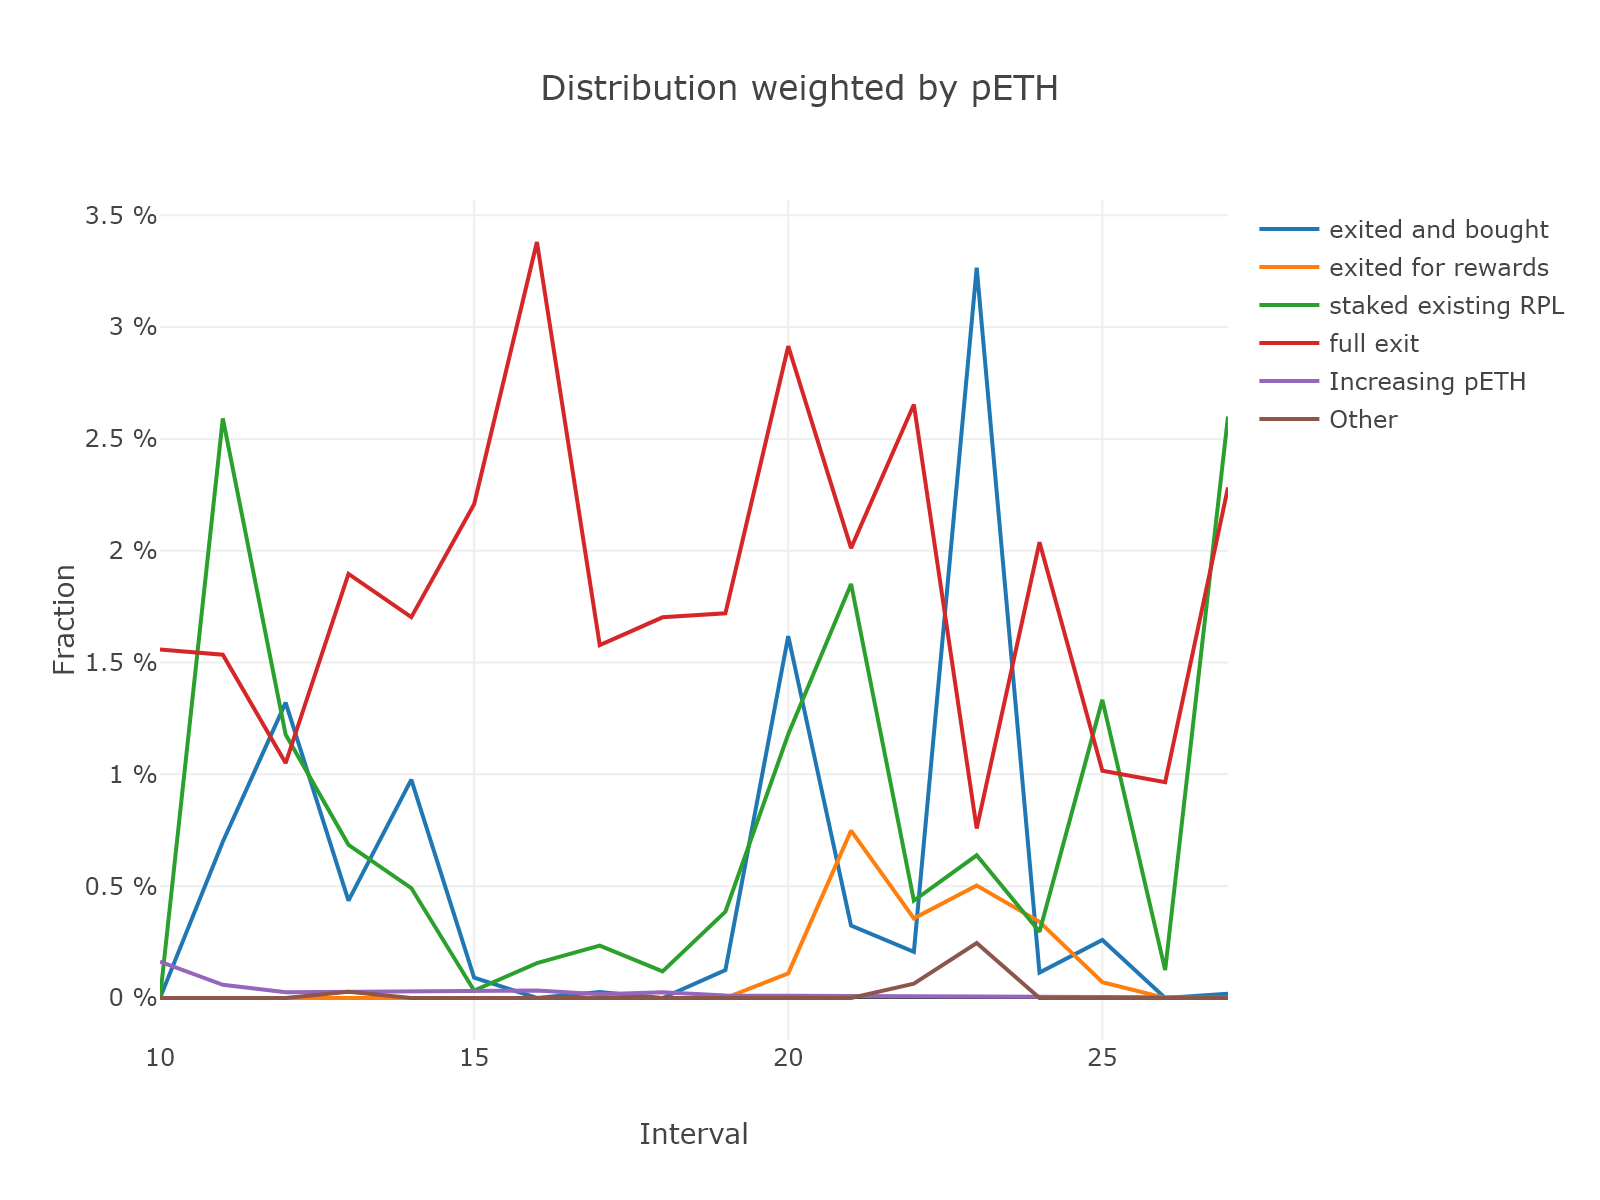 Distribution weighted by pETH
3.5 %
3 %
2.5 %
2 %
1.5 %
1 %
0.5 %
0 %
Fraction
10
15
20
25
Interval
exited and bought
exited for rewards
staked existing RPL
full exit
Increasing pETH
Other